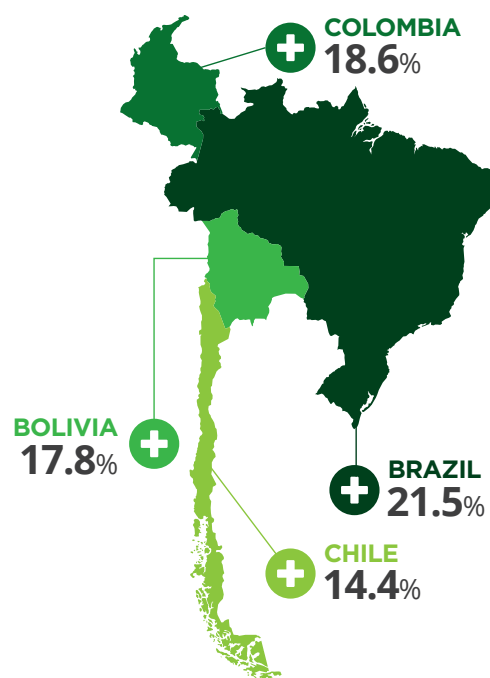 COLOMBIA
18.6%
BOLIVIA
17.8%
BRAZIL
21.5%
CHILE
14.4%